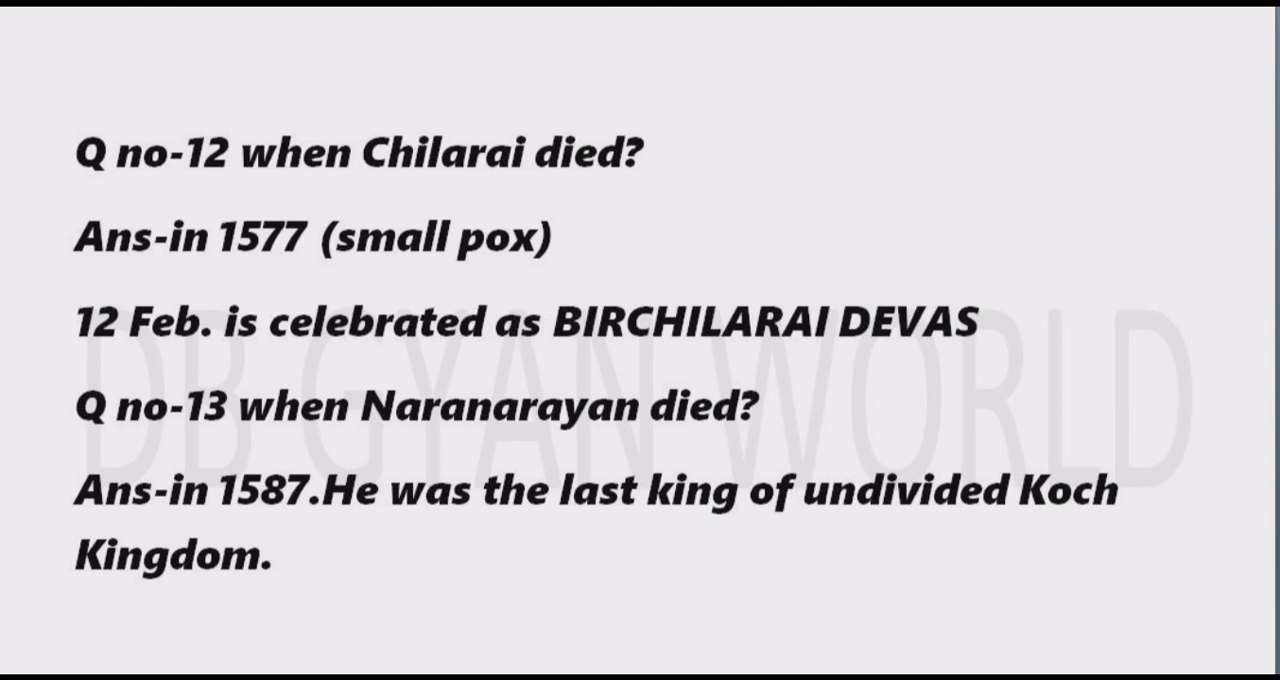 Q no-12 when Chilarai died?
Ans-in 1577 (small pox)
12 Feb. is celebrated as BIRCHILARAI DEVAS
DB GYAN WORLD
Q no-13 when Naranarayan died?
Ans-in 1587.He was the last king of undivided Koch
Kingdom.